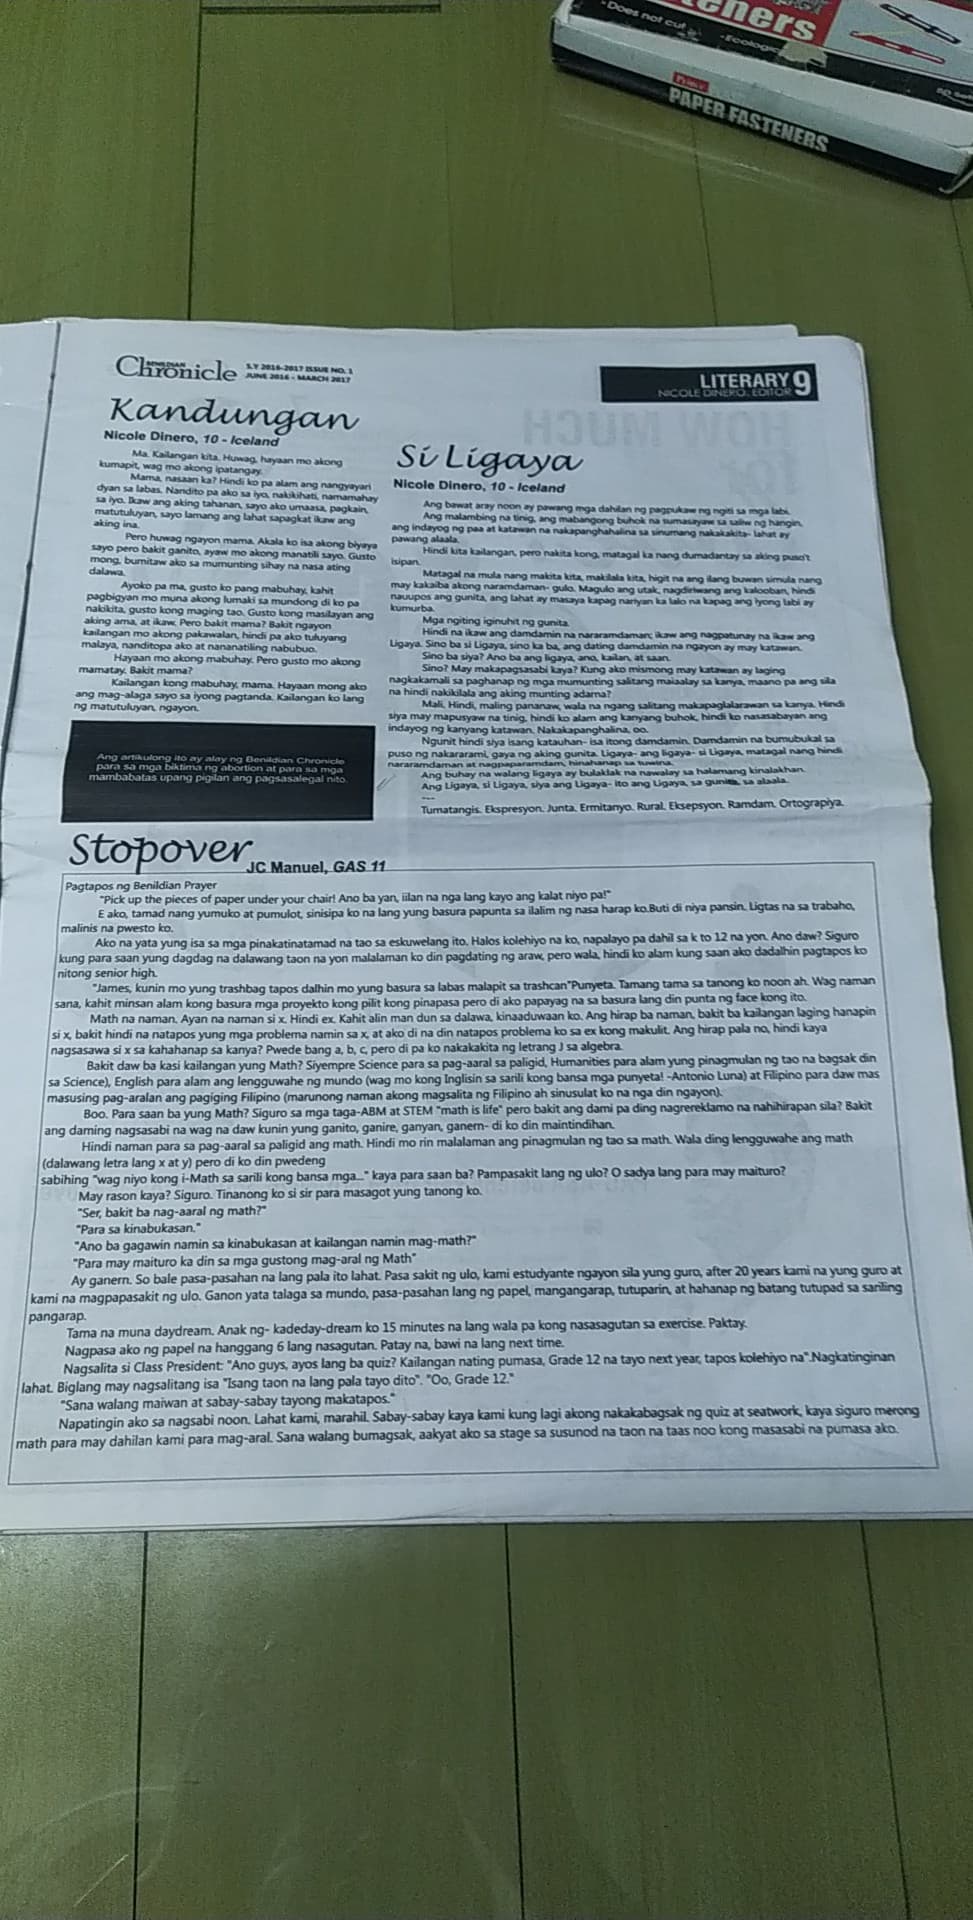 -Does not cut
-Ecologic
teners
Prince
PAPER FASTENERS
BENILDIAN
Chronicle
S.Y 2016-2017 ISSUE NO. 1
JUNE 2016 - MARCH 2017
LITERARY 9
NICOLE DINERO, EDITOR
Kandungan
Nicole Dinero, 10 - Iceland
Ma. Kailangan kita. Huwag, hayaan mo akong
kumapit, wag mo akong ipatangay.
Mama, nasaan ka? Hindi ko pa alam ang nangyayari
dyan sa labas. Nandito pa ako sa iyo, nakikihati, namamahay
sa iyo. Ikaw ang aking tahanan, sayo ako umaasa, pagkain,
matutuluyan, sayo lamang ang lahat sapagkat ikaw ang
aking ina.
Pero huwag ngayon mama. Akala ko isa akong biyaya
sayo pero bakit ganito, ayaw mo akong manatili sayo. Gusto
mong, bumitaw ako sa mumunting sihay na nasa ating
dalawa.
Ayoko pa ma, gusto ko pang mabuhay, kahit
pagbigyan mo muna akong lumaki sa mundong di ko pa
nakikita, gusto kong maging tao. Gusto kong masilayan ang
aking ama, at ikaw. Pero bakit mama? Bakit ngayon
kailangan mo akong pakawalan, hindi pa ako tuluyang
malaya, nanditopa ako at nananatiling nabubuo.
Hayaan mo akong mabuhay. Pero gusto mo akong
mamatay. Bakit mama?
Kailangan kong mabuhay, mama. Hayaan mong ako
ang mag-alaga sayo sa iyong pagtanda. Kailangan ko lang
ng matutuluyan, ngayon.
Ang artikulong ito ay alay ng Benildian Chronicle
para sa mga biktima ng abortion at para sa mga
mambabatas upang pigilan ang pagsasalegal nito.
Si Ligaya
Nicole Dinero, 10 - Iceland
Ang bawat aray noon ay pawang mga dahilan ng pagpukaw ng ngiti sa mga labi.
Ang malambing na tinig, ang mabangong buhok na sumasayaw sa saliw ng hangin,
ang indayog ng paa at katawan na nakapanghahalina sa sinumang nakakakita- lahat ay
pawang alaala.
Hindi kita kailangan, pero nakita kong, matagal ka nang dumadantay sa aking puso't
isipan.
Matagal na mula nang makita kita, makilala kita, higit na ang ilang buwan simula nang
may kakaiba akong naramdaman- gulo. Magulo ang utak, nagdiriwang ang kalooban, hindi
nauupos ang gunita, ang lahat ay masaya kapag nariyan ka lalo na kapag ang iyong labi ay
kumurba.
Mga ngiting iginuhit ng gunita.
Hindi na ikaw ang damdamin na nararamdaman; ikaw ang nagpatunay na ikaw ang
Ligaya. Sino ba si Ligaya, sino ka ba, ang dating damdamin na ngayon ay may katawan.
Sino ba siya? Ano ba ang ligaya, ano, kailan, at saan.
Sino? May makapagsasabi kaya? Kung ako mismong may katawan ay laging
nagkakamali sa paghanap ng mga mumunting salitang maiaalay sa kanya, maano pa ang sila
na hindi nakikilala ang aking munting adama?
Mali. Hindi, maling pananaw, wala na ngang salitang makapaglalarawan sa kanya. Hindi
siya may mapusyaw na tinig, hindi ko alam ang kanyang buhok, hindi ko nasasabayan ang
indayog ng kanyang katawan. Nakakapanghalina, oo.
Ngunit hindi siya isang katauhan- isa itong damdamin. Damdamin na bumubukal sa
puso ng nakararami, gaya ng aking gunita. Ligaya- ang ligaya- si Ligaya, matagal nang hindi
nararamdaman at nagpaparamdam, hinahanap sa tuwina.
Ang buhay na walang ligaya ay bulaklak na nawalay sa halamang kinalakhan.
Ang Ligaya, si Ligaya, siya ang Ligaya- ito ang Ligaya, sa gunita, sa alaala.
----
Tumatangis. Ekspresyon. Junta. Ermitanyo. Rural. Eksepsyon. Ramdam. Ortograpiya.
Stopover
JC Manuel, GAS 11
Pagtapos ng Benildian Prayer
"Pick up the pieces of paper under your chair! Ano ba yan, iilan na nga lang kayo ang kalat niyo pa!"
E ako, tamad nang yumuko at pumulot, sinisipa ko na lang yung basura papunta sa ilalim ng nasa harap ko.Buti di niya pansin. Ligtas na sa trabaho,
malinis na pwesto ko.
Ako na yata yung isa sa mga pinakatinatamad na tao sa eskuwelang ito. Halos kolehiyo na ko, napalayo pa dahil sa k to 12 na yon. Ano daw? Siguro
kung para saan yung dagdag na dalawang taon na yon malalaman ko din pagdating ng araw, pero wala, hindi ko alam kung saan ako dadalhin pagtapos ko
nitong senior high.
"James, kunin mo yung trashbag tapos dalhin mo yung basura sa labas malapit sa trashcan"Punyeta. Tamang tama sa tanong ko noon ah. Wag naman
sana, kahit minsan alam kong basura mga proyekto kong pilit kong pinapasa pero di ako papayag na sa basura lang din punta ng face kong ito.
Math na naman. Ayan na naman si x. Hindi ex. Kahit alin man dun sa dalawa, kinaaduwaan ko. Ang hirap ba naman, bakit ba kailangan laging hanapin
si x, bakit hindi na natapos yung mga problema namin sa x, at ako di na din natapos problema ko sa ex kong makulit. Ang hirap pala no, hindi kaya
nagsasawa si x sa kahahanap sa kanya? Pwede bang a, b, c, pero di pa ko nakakakita ng letrang J sa algebra.
Bakit daw ba kasi kailangan yung Math? Siyempre Science para sa pag-aaral sa paligid, Humanities para alam yung pinagmulan ng tao na bagsak din
sa Science), English para alam ang lengguwahe ng mundo (wag mo kong Inglisin sa sarili kong bansa mga punyeta! -Antonio Luna) at Filipino para daw mas
masusing pag-aralan ang pagiging Filipino (marunong naman akong magsalita ng Filipino ah sinusulat ko na nga din ngayon).
Boo. Para saan ba yung Math? Siguro sa mga taga-ABM at STEM "math is life" pero bakit ang dami pa ding nagrereklamo na nahihirapan sila? Bakit
ang daming nagsasabi na wag na daw kunin yung ganito, ganire, ganyan, ganern- di ko din maintindihan.
Hindi naman para sa pag-aaral sa paligid ang math. Hindi mo rin malalaman ang pinagmulan ng tao sa math. Wala ding lengguwahe ang math
(dalawang letra lang x at y) pero di ko din pwedeng
sabihing "wag niyo kong i-Math sa sarili kong bansa mga..." kaya para saan ba? Pampasakit lang ng ulo? O sadya lang para may maituro?
May rason kaya? Siguro. Tinanong ko si sir para masagot yung tanong ko.
"Ser, bakit ba nag-aaral ng math?"
"Para sa kinabukasan."
"Ano ba gagawin namin sa kinabukasan at kailangan namin mag-math?"
"Para may maituro ka din sa mga gustong mag-aral ng Math"
Ay ganern. So bale pasa-pasahan na lang pala ito lahat. Pasa sakit ng ulo, kami estudyante ngayon sila yung guro, after 20 years kami na yung guro at
kami na magpapasakit ng ulo. Ganon yata talaga sa mundo, pasa-pasahan lang ng papel, mangangarap, tutuparin, at hahanap ng batang tutupad sa sariling
pangarap.
Tama na muna daydream. Anak ng- kadeday-dream ko 15 minutes na lang wala pa kong nasasagutan sa exercise. Paktay.
Nagpasa ako ng papel na hanggang 6 lang nasagutan. Patay na, bawi na lang next time.
Nagsalita si Class President: "Ano guys, ayos lang ba quiz? Kailangan nating pumasa, Grade 12 na tayo next year, tapos kolehiyo na".Nagkatinginan
lahat. Biglang may nagsalitang isa "Isang taon na lang pala tayo dito". "Oo, Grade 12."
"Sana walang maiwan at sabay-sabay tayong makatapos."
Napatingin ako sa nagsabi noon. Lahat kami, marahil. Sabay-sabay kaya kami kung lagi akong nakakabagsak ng quiz at seatwork, kaya siguro merong
math para may dahilan kami para mag-aral. Sana walang bumagsak, aakyat ako sa stage sa susunod na taon na taas noo kong masasabi na pumasa ako.